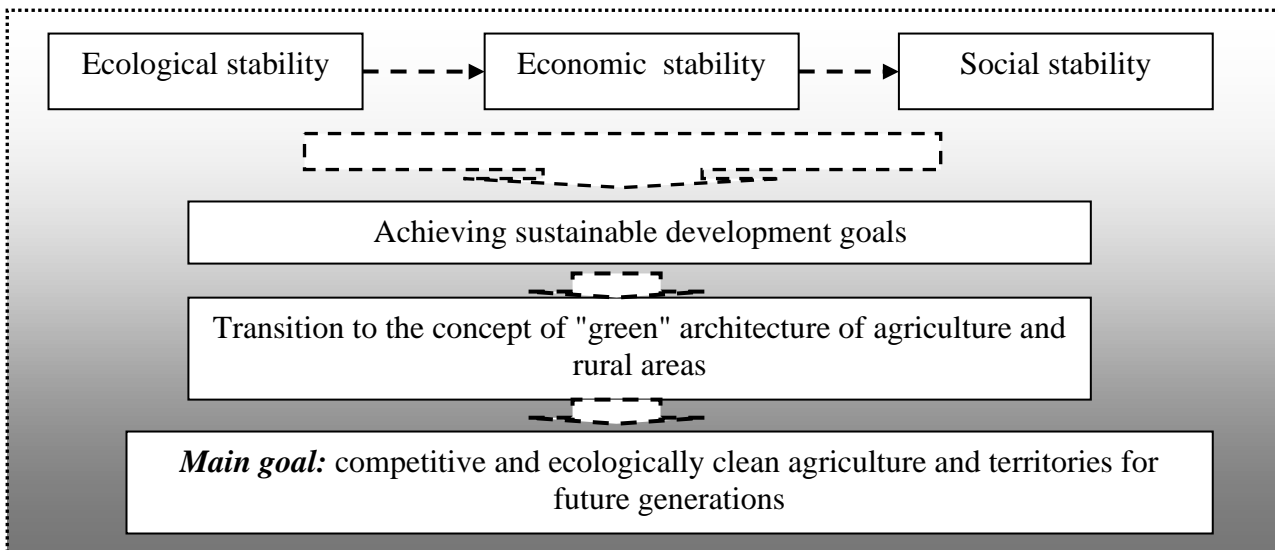 Ecological stability
Economic stability
Social stability
Achieving sustainable development goals
Transition to the concept of "green" architecture of agriculture and
rural areas
Main goal: competitive and ecologically clean agriculture and territories for
future generations